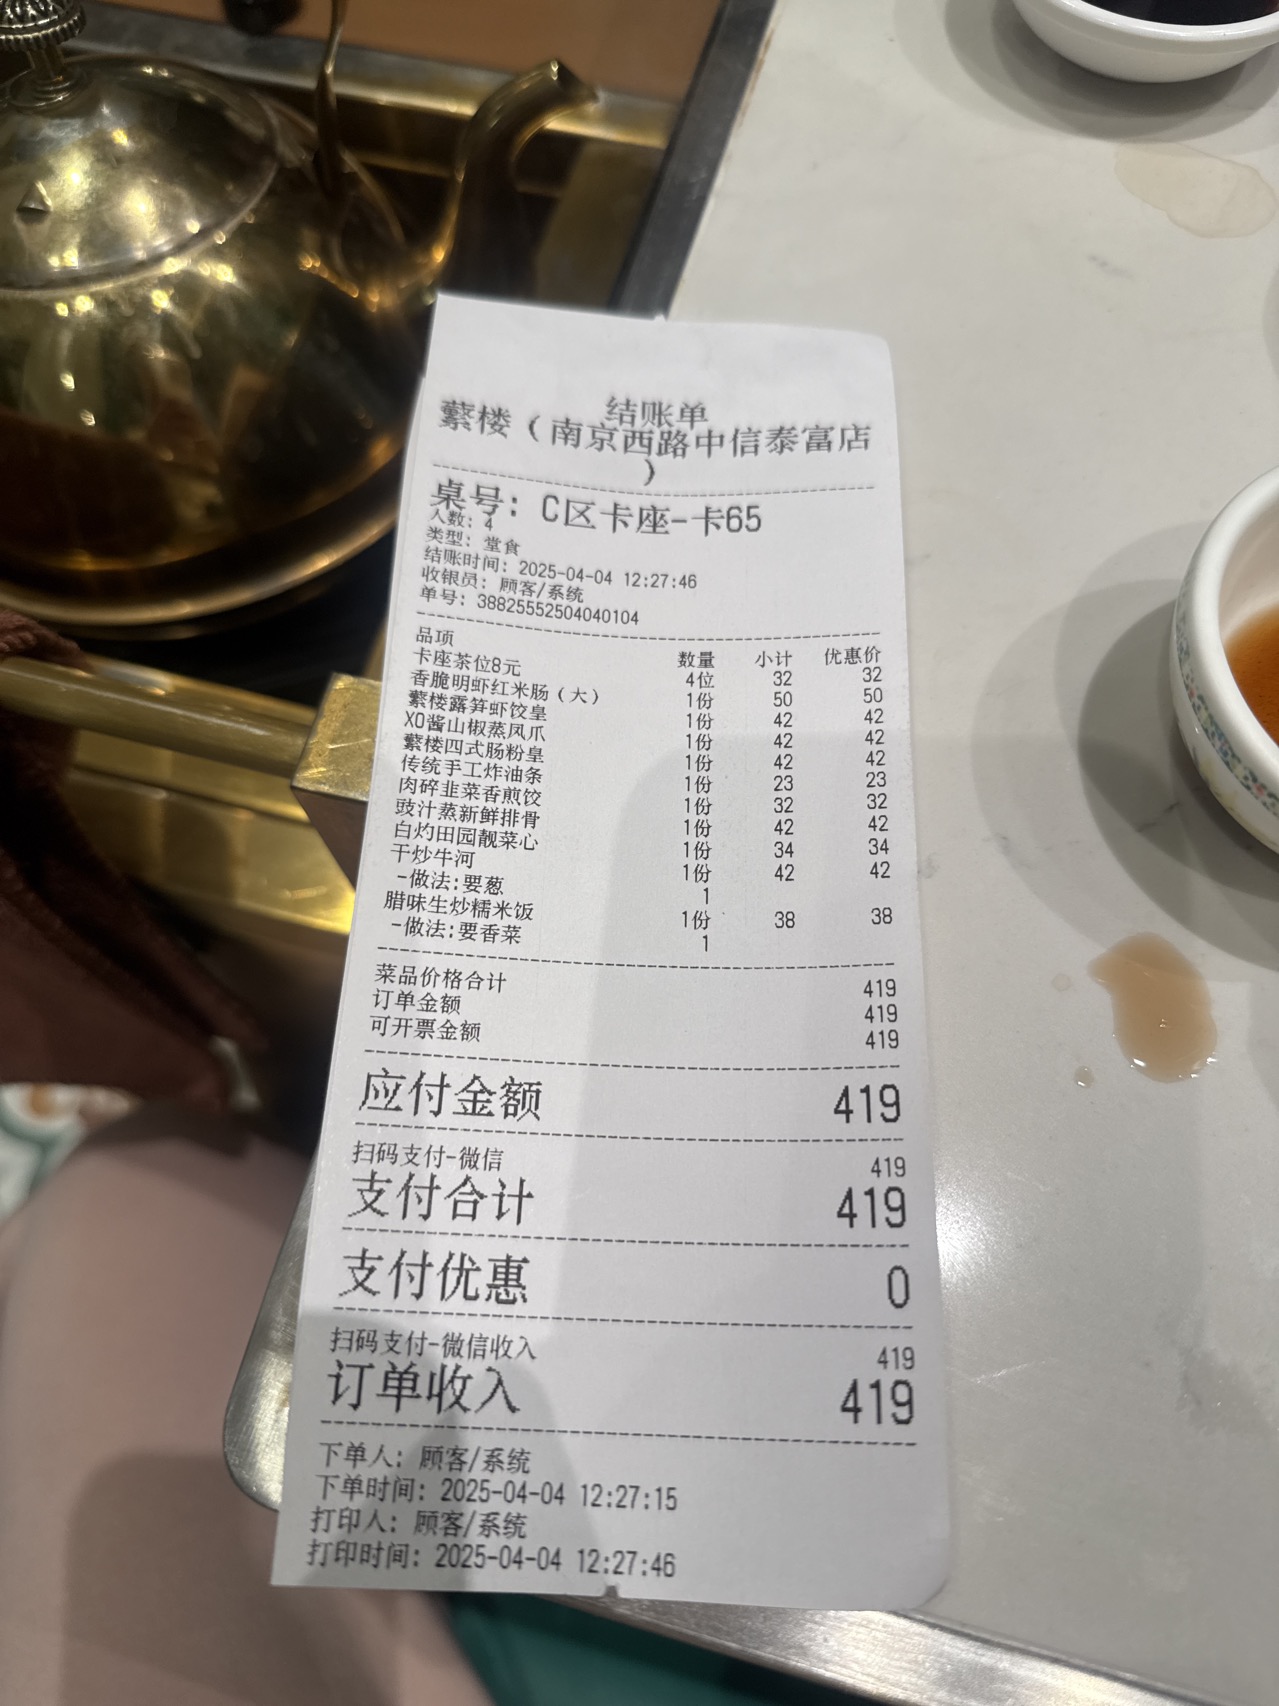 结账单
蘩楼（南京西路中信泰富店
）
桌号: C区卡座-卡65
人数: 4
类型: 堂食
结账时间: 2025-04-04 12:27:46
收银员: 顾客/系统
单号: 38825552504040104
品项 数量 小计 优惠价
卡座茶位8元 4位 32 32
香脆明虾红米肠（大） 1份 50 50
蘩楼露笋虾饺皇 1份 42 42
XO酱山椒蒸凤爪 1份 42 42
蘩楼四式肠粉皇 1份 42 42
传统手工炸油条 1份 23 23
肉碎韭菜香煎饺 1份 32 32
豉汁蒸新鲜排骨 1份 42 42
白灼田园靓菜心 1份 34 34
干炒牛河 1份 42 42
-做法:要葱 1
腊味生炒糯米饭 1份 38 38
-做法:要香菜 1
菜品价格合计 419
订单金额 419
可开票金额 419
应付金额 419
扫码支付-微信 419
支付合计 419
支付优惠 0
扫码支付-微信收入 419
订单收入 419
下单人: 顾客/系统
下单时间: 2025-04-04 12:27:15
打印人: 顾客/系统
打印时间: 2025-04-04 12:27:46